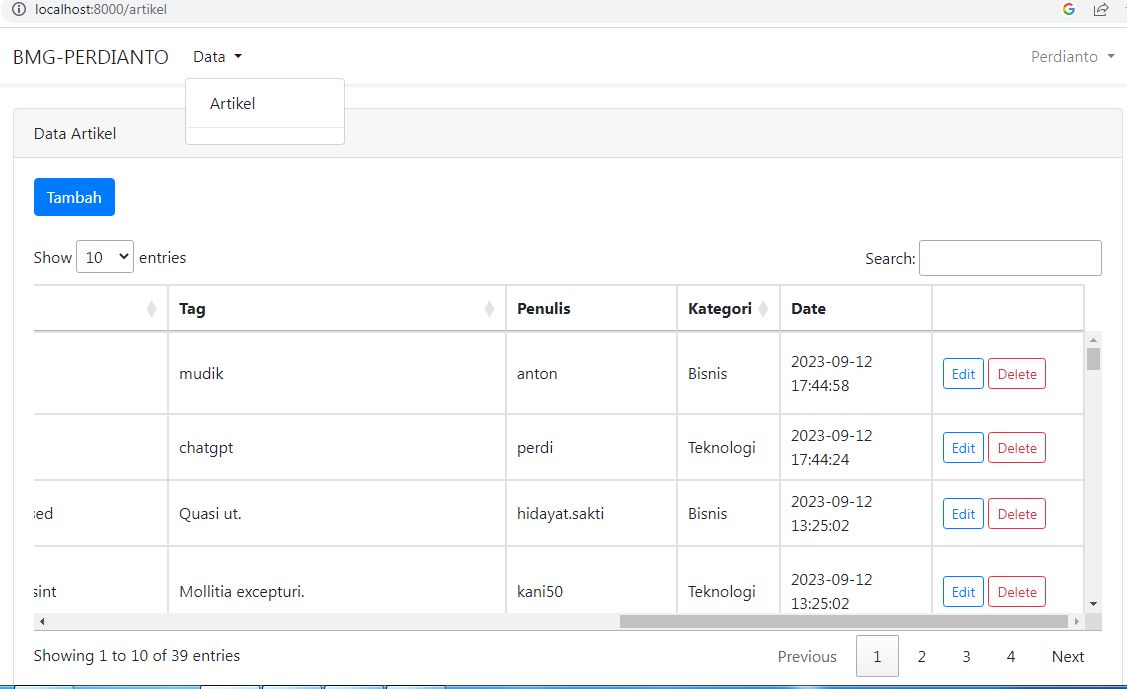 localhost:8000/artikel
BMG-PERDIANTO Data Perdianto
Artikel
Data Artikel
Tambah
Show 10 entries Search:
Tag Penulis Kategori Date
mudik anton Bisnis 2023-09-12 17:44:58 Edit Delete
chatgpt perdi Teknologi 2023-09-12 17:44:24 Edit Delete
sed Quasi ut. hidayat.sakti Bisnis 2023-09-12 13:25:02 Edit Delete
sint Mollitia excepturi. kani50 Teknologi 2023-09-12 13:25:02 Edit Delete
Showing 1 to 10 of 39 entries Previous 1 2 3 4 Next